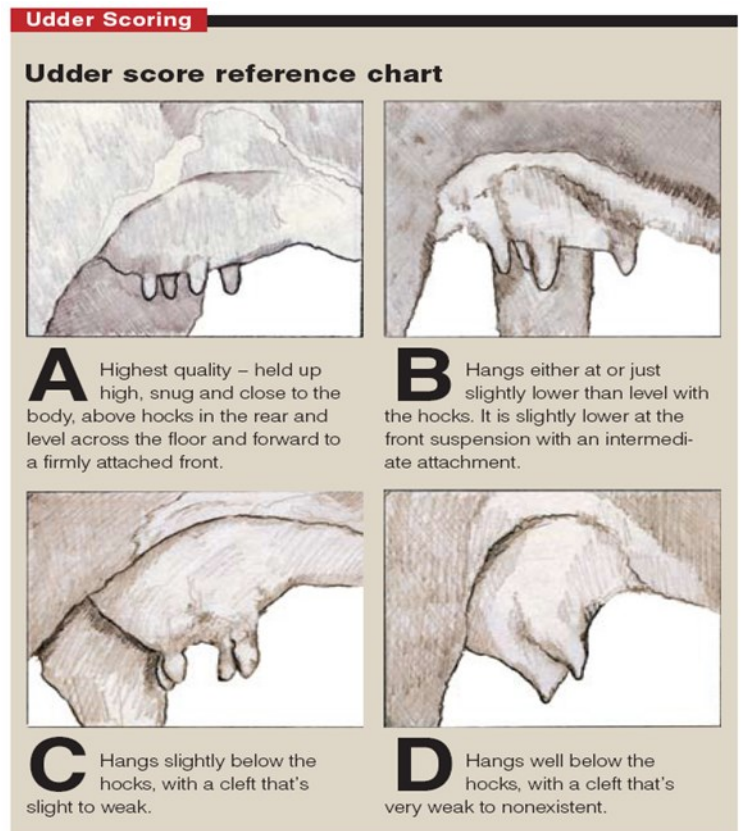 Udder Scoring
Udder score reference chart
A Highest quality – held up
high, snug and close to the
body, above hocks in the rear and
level across the floor and forward to
a firmly attached front.
B Hangs either at or just
slightly lower than level with
the hocks. It is slightly lower at the
front suspension with an intermedi-
ate attachment.
C Hangs slightly below the
hocks, with a cleft that's
slight to weak.
D Hangs well below the
hocks, with a cleft that's
very weak to nonexistent.